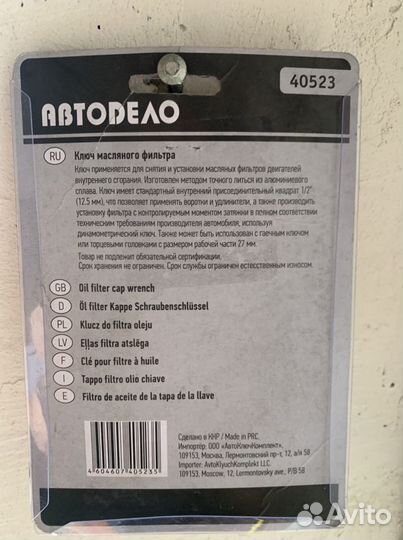 40523
АВТОDЕЛО
RU Ключ масляного фильтра
Ключ применяется для снятия и установки масляных фильтров двигателей
внутреннего сгорания. Изготовлен методом точного литья из алюминиевого
сплава. Ключ имеет стандартный внутренний присоединительный квадрат 1/2"
(12.5 мм), что позволяет применять воротки и удлинители, а также производить
установку фильтра с контролируемым моментом затяжки в полном соответствии
техническим требованиям производителя автомобиля, используя
динамометрический ключ. Также может быть использован с гаечным ключом
или торцевыми головками с размером рабочей части 27 мм.
Товар не подлежит обязательной сертификации.
Срок хранения не ограничен. Срок службы ограничен естественным износом.
GB Oil filter cap wrench
D Öl filter Kappe Schraubenschlüssel
PL Klucz do filtra oleju
LV Eļļas filtra atslēga
F Clé pour filtre à huile
I Tappo filtro olio chiave
E Filtro de aceite de la tapa de la llave
Сделано в КНР / Made in PRC.
Импортёр: ООО «АвтоКлючКомплект»,
109153, Москва, Лермонтовский пр-т, 12, а/я 58
Importer: AvtoKlyuchKomplekt LLC.
109153, Moscow, 12, Lermontovsky ave., P/B 58
4 604607 405235
Avito